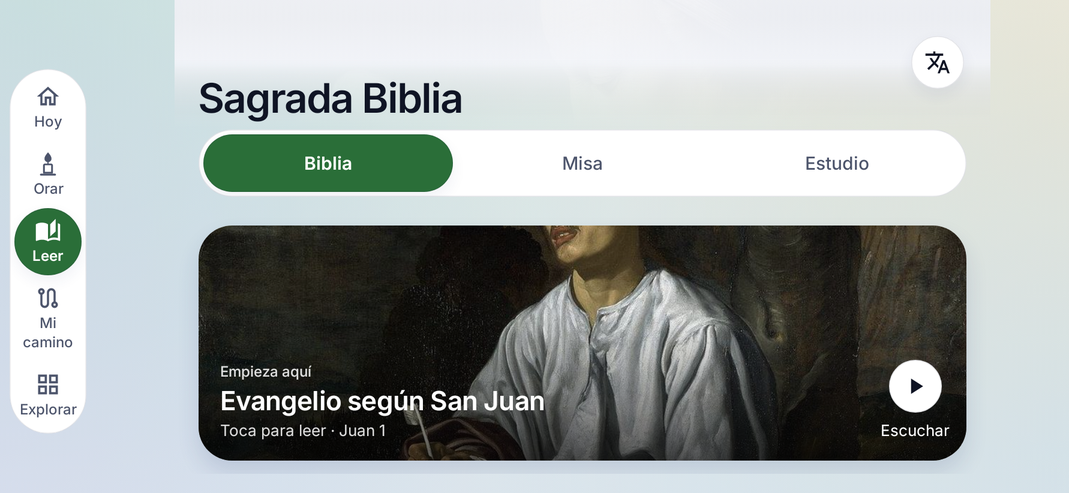 Sagrada Biblia
Hoy
Orar
Leer
Mi
camino
Explorar
Biblia
Misa
Estudio
Empieza aquí
Evangelio según San Juan
Toca para leer · Juan 1
Escuchar